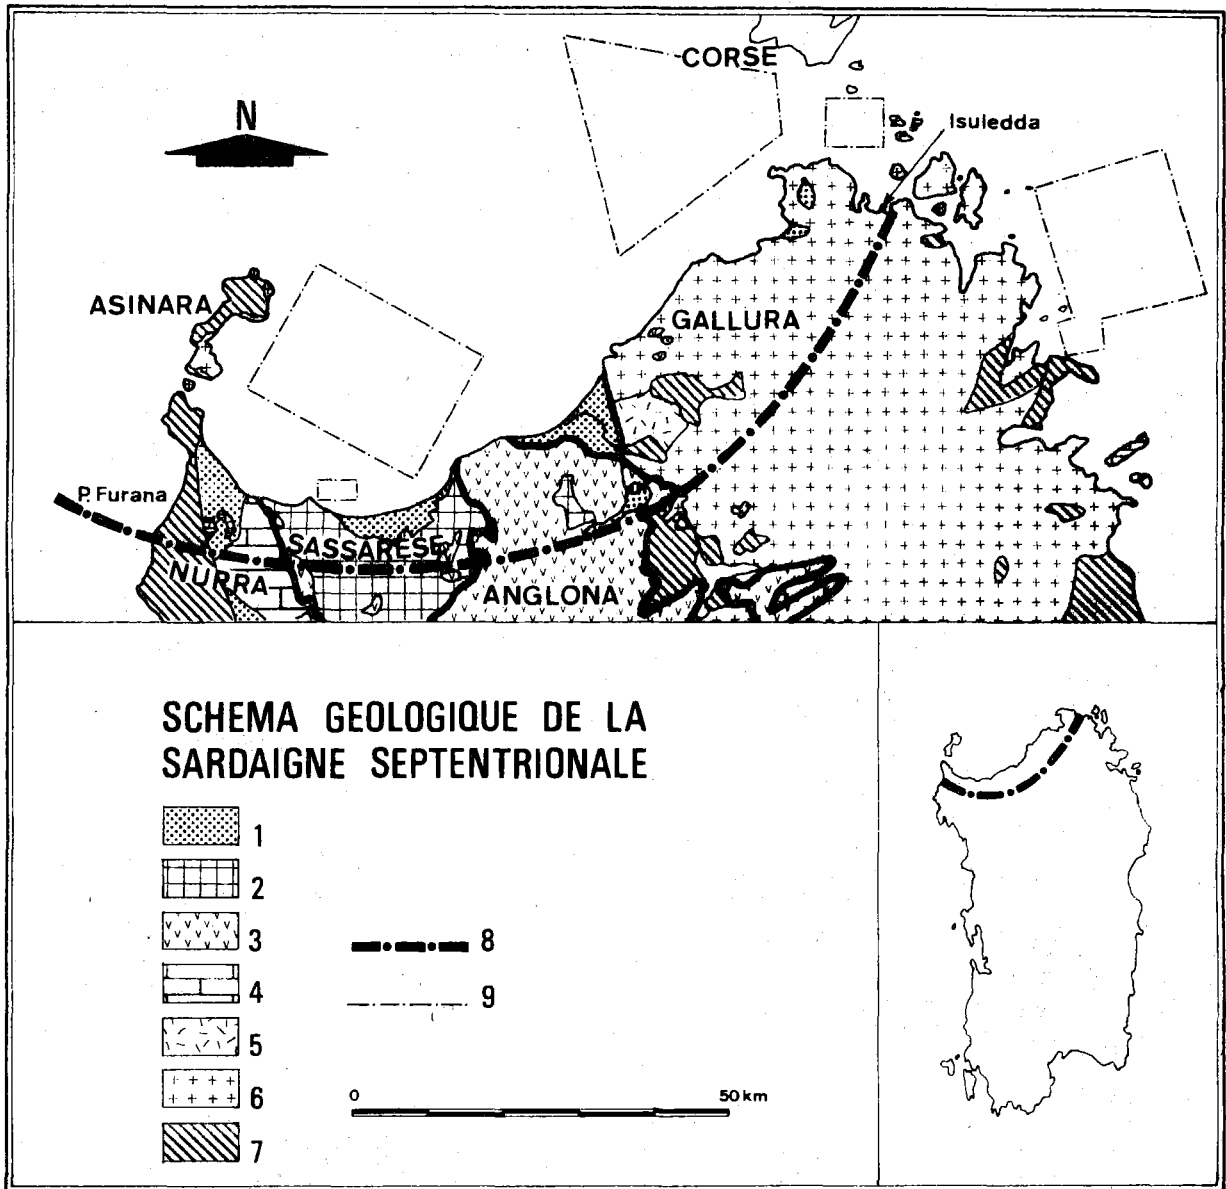 CORSE
N
Isuledda
ASINARA
GALLURA
P. Furana
SASSARESE
NURRA
ANGLONA
SCHEMA GEOLOGIQUE DE LA
SARDAIGNE SEPTENTRIONALE
1
2
3
4
5
6
7
8
9
0 50 km